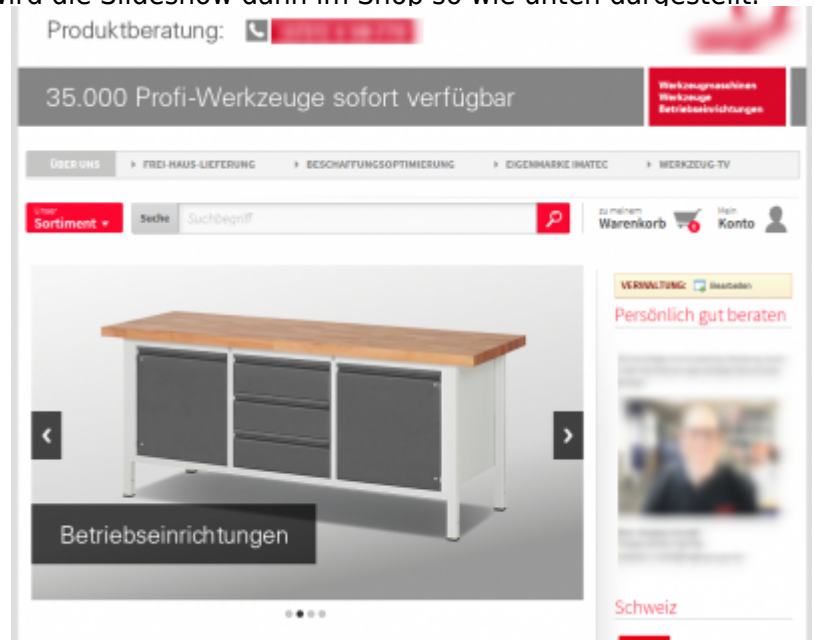 wird die Slideshow dann im Shop so wie unten dargestellt.
Produktberatung:
35.000 Profi-Werkzeuge sofort verfügbar
Werkzeugmaschinen
Werkzeuge
Betriebseinrichtungen
ÜBER UNS
FREI-HAUS-LIEFERUNG
BESCHAFFUNGSOPTIMIERUNG
EIGENMARKE IMATEC
WERKZEUG-TV
Unser
Sortiment
Suche
Suchbegriff
zu meinem
Warenkorb
0
Mein
Konto
VERWALTUNG:
Bearbeiten
Persönlich gut beraten
Betriebseinrichtungen
Schweiz